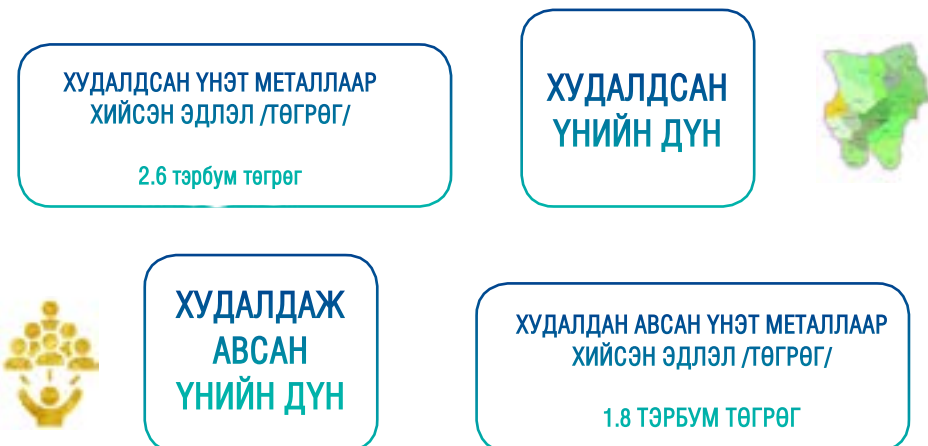 ХУДАЛДСАН ҮНЭТ МЕТАЛЛААР
ХИЙСЭН ЭДЛЭЛ /ТӨГРӨГ/
2.6 тэрбум төгрөг
ХУДАЛДСАН
ҮНИЙН ДҮН
ХУДАЛДАЖ
АВСАН
ҮНИЙН ДҮН
ХУДАЛДАН АВСАН ҮНЭТ МЕТАЛЛААР
ХИЙСЭН ЭДЛЭЛ /ТӨГРӨГ/
1.8 ТЭРБУМ ТӨГРӨГ